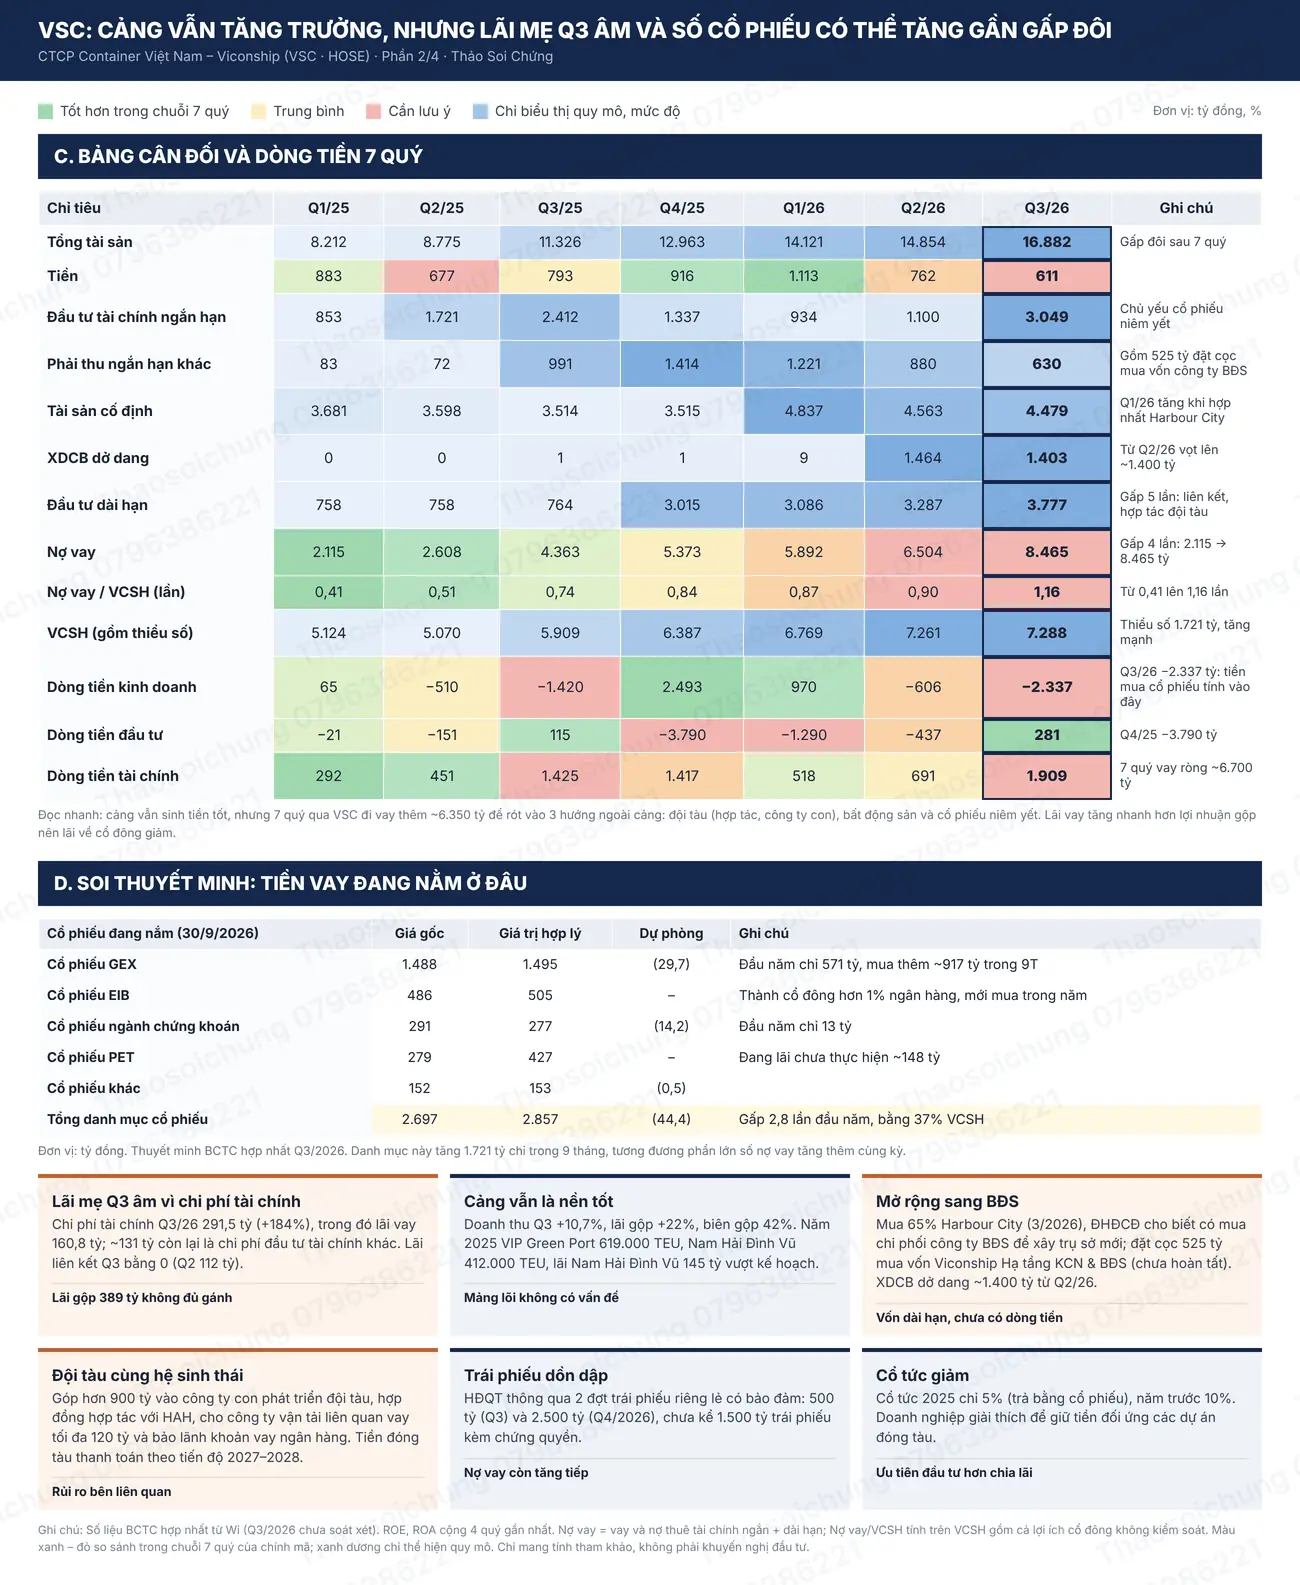 VSC: CẢNG VẪN TĂNG TRƯỞNG, NHƯNG LÃI MẸ Q3 ÂM VÀ SỐ CỔ PHIẾU CÓ THỂ TĂNG GẦN GẤP ĐÔI
CTCP Container Việt Nam – Viconship (VSC · HOSE) · Phần 2/4 · Thảo Soi Chứng
Tốt hơn trong chuỗi 7 quý Trung bình Cần lưu ý Chỉ biểu thị quy mô, mức độ Đơn vị: tỷ đồng, %
C. BẢNG CÂN ĐỐI VÀ DÒNG TIỀN 7 QUÝ
Chỉ tiêu Q1/25 Q2/25 Q3/25 Q4/25 Q1/26 Q2/26 Q3/26 Ghi chú
Tổng tài sản 8.212 8.775 11.326 12.963 14.121 14.854 16.882 Gấp đôi sau 7 quý
Tiền 883 677 793 916 1.113 762 611
Đầu tư tài chính ngắn hạn 853 1.721 2.412 1.337 934 1.100 3.049 Chủ yếu cổ phiếu
niêm yết
Phải thu ngắn hạn khác 83 72 991 1.414 1.221 880 630 Gồm 525 tỷ đặt cọc
mua vốn công ty BĐS
Tài sản cố định 3.681 3.598 3.514 3.515 4.837 4.563 4.479 Q1/26 tăng khi hợp
nhất Harbour City
XDCB dở dang 0 0 1 1 9 1.464 1.403 Từ Q2/26 vọt lên
~1.400 tỷ
Đầu tư dài hạn 758 758 764 3.015 3.086 3.287 3.777 Gấp 5 lần: liên kết,
hợp tác đội tàu
Nợ vay 2.115 2.608 4.363 5.373 5.892 6.504 8.465 Gấp 4 lần: 2.115 →
8.465 tỷ
Nợ vay / VCSH (lần) 0,41 0,51 0,74 0,84 0,87 0,90 1,16 Từ 0,41 lên 1,16 lần
VCSH (gồm thiểu số) 5.124 5.070 5.909 6.387 6.769 7.261 7.288 Thiểu số 1.721 tỷ, tăng
mạnh
Dòng tiền kinh doanh 65 −510 −1.420 2.493 970 −606 −2.337 Q3/26 −2.337 tỷ: tiền
mua cổ phiếu tính vào
đây
Dòng tiền đầu tư −21 −151 115 −3.790 −1.290 −437 281 Q4/25 −3.790 tỷ
Dòng tiền tài chính 292 451 1.425 1.417 518 691 1.909 7 quý vay ròng ~6.700
tỷ
Đọc nhanh: cảng vẫn sinh tiền tốt, nhưng 7 quý qua VSC đi vay thêm ~6.350 tỷ để rót vào 3 hướng ngoài cảng: đội tàu (hợp tác, công ty con), bất động sản và cổ phiếu niêm yết. Lãi vay tăng nhanh hơn lợi nhuận gộp
nên lãi về cổ đông giảm.
D. SOI THUYẾT MINH: TIỀN VAY ĐANG NẰM Ở ĐÂU
Cổ phiếu đang nắm (30/9/2026) Giá gốc Giá trị hợp lý Dự phòng Ghi chú
Cổ phiếu GEX 1.488 1.495 (29,7) Đầu năm chỉ 571 tỷ, mua thêm ~917 tỷ trong 9T
Cổ phiếu EIB 486 505 – Thành cổ đông hơn 1% ngân hàng, mới mua trong năm
Cổ phiếu ngành chứng khoán 291 277 (14,2) Đầu năm chỉ 13 tỷ
Cổ phiếu PET 279 427 – Đang lãi chưa thực hiện ~148 tỷ
Cổ phiếu khác 152 153 (0,5)
Tổng danh mục cổ phiếu 2.697 2.857 (44,4) Gấp 2,8 lần đầu năm, bằng 37% VCSH
Đơn vị: tỷ đồng. Thuyết minh BCTC hợp nhất Q3/2026. Danh mục này tăng 1.721 tỷ chỉ trong 9 tháng, tương đương phần lớn số nợ vay tăng thêm cùng kỳ.
Lãi mẹ Q3 âm vì chi phí tài chính
Chi phí tài chính Q3/26 291,5 tỷ (+184%), trong đó lãi vay
160,8 tỷ; ~131 tỷ còn lại là chi phí đầu tư tài chính khác. Lãi
liên kết Q3 bằng 0 (Q2 112 tỷ).
Lãi gộp 389 tỷ không đủ gánh
Cảng vẫn là nền tốt
Doanh thu Q3 +10,7%, lãi gộp +22%, biên gộp 42%. Năm
2025 VIP Green Port 619.000 TEU, Nam Hải Đình Vũ
412.000 TEU, lãi Nam Hải Đình Vũ 145 tỷ vượt kế hoạch.
Mảng lõi không có vấn đề
Mở rộng sang BĐS
Mua 65% Harbour City (3/2026), ĐHĐCĐ cho biết có mua
chi phối công ty BĐS để xây trụ sở mới; đặt cọc 525 tỷ
mua vốn Viconship Hạ tầng KCN & BĐS (chưa hoàn tất).
XDCB dở dang ~1.400 tỷ từ Q2/26.
Vốn dài hạn, chưa có dòng tiền
Đội tàu cùng hệ sinh thái
Góp hơn 900 tỷ vào công ty con phát triển đội tàu, hợp
đồng hợp tác với HAH, cho công ty vận tải liên quan vay
tối đa 120 tỷ và bảo lãnh khoản vay ngân hàng. Tiền đóng
tàu thanh toán theo tiến độ 2027–2028.
Rủi ro bên liên quan
Trái phiếu dồn dập
HĐQT thông qua 2 đợt trái phiếu riêng lẻ có bảo đảm: 500
tỷ (Q3) và 2.500 tỷ (Q4/2026), chưa kể 1.500 tỷ trái phiếu
kèm chứng quyền.
Nợ vay còn tăng tiếp
Cổ tức giảm
Cổ tức 2025 chỉ 5% (trả bằng cổ phiếu), năm trước 10%.
Doanh nghiệp giải thích để giữ tiền đối ứng các dự án
đóng tàu.
Ưu tiên đầu tư hơn chia lãi
Ghi chú: Số liệu BCTC hợp nhất từ Wi (Q3/2026 chưa soát xét). ROE, ROA cộng 4 quý gần nhất. Nợ vay = vay và nợ thuê tài chính ngắn + dài hạn; Nợ vay/VCSH tính trên VCSH gồm cả lợi ích cổ đông không kiểm soát. Màu
xanh – đỏ so sánh trong chuỗi 7 quý của chính mã; xanh dương chỉ thể hiện quy mô. Chỉ mang tính tham khảo, không phải khuyến nghị đầu tư.
Thaosoichung 0796386221